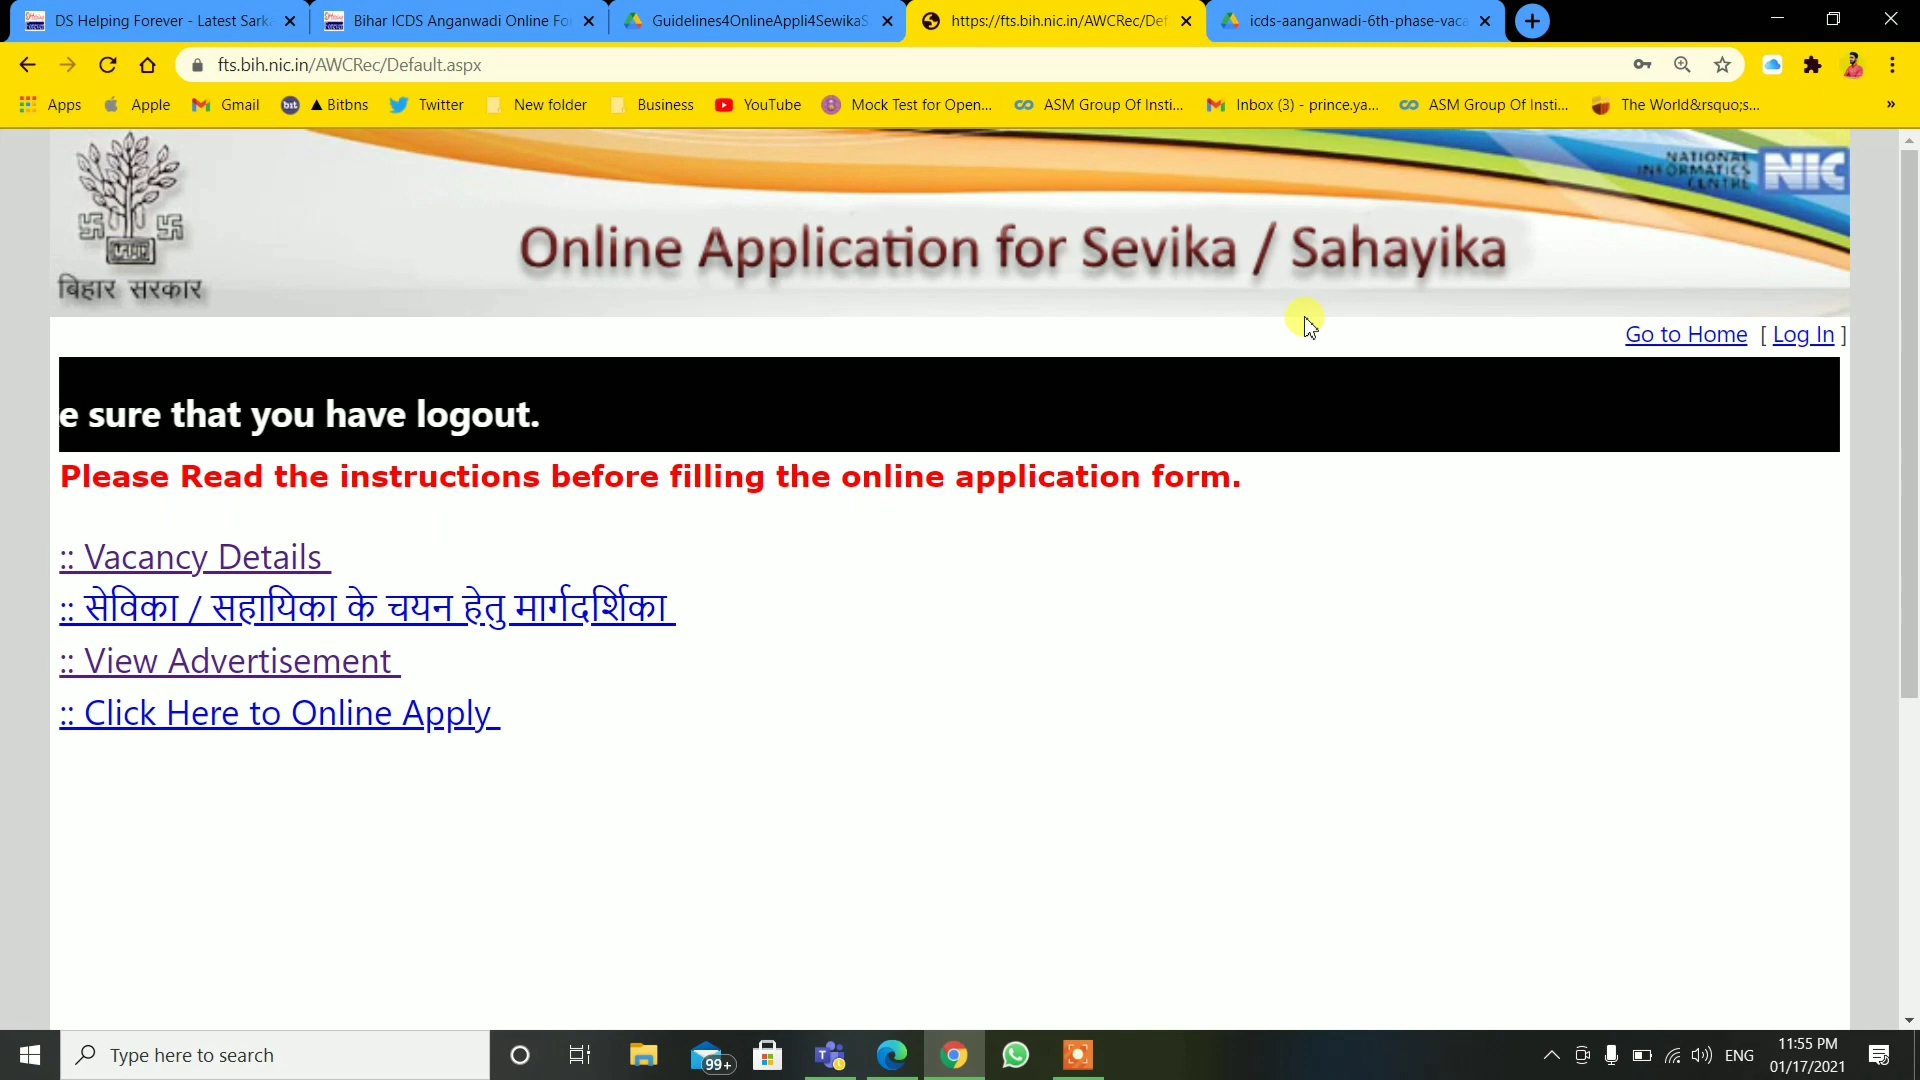 DS Helping Forever - Latest Sark
Bihar ICDS Anganwadi Online Fo
Guidelines4OnlineAppli4SewikaS
https://fts.bih.nic.in/AWCRec/Def
icds-aanganwadi-6th-phase-vaca
fts.bih.nic.in/AWCRec/Default.aspx
Apps Apple Gmail ▲ Bitbns Twitter New folder Business YouTube Mock Test for Open... ASM Group Of Insti... Inbox (3) - prince.ya... ASM Group Of Insti... The World&rsquo;s... »
NATIONAL
INFORMATICS
CENTRE
NIC
Online Application for Sevika / Sahayika
बिहार सरकार
Go to Home [ Log In ]
e sure that you have logout.
Please Read the instructions before filling the online application form.
:: Vacancy Details
:: सेविका / सहायिका के चयन हेतु मार्गदर्शिका
:: View Advertisement
:: Click Here to Online Apply
Type here to search
99+
ENG
11:55 PM
01/17/2021